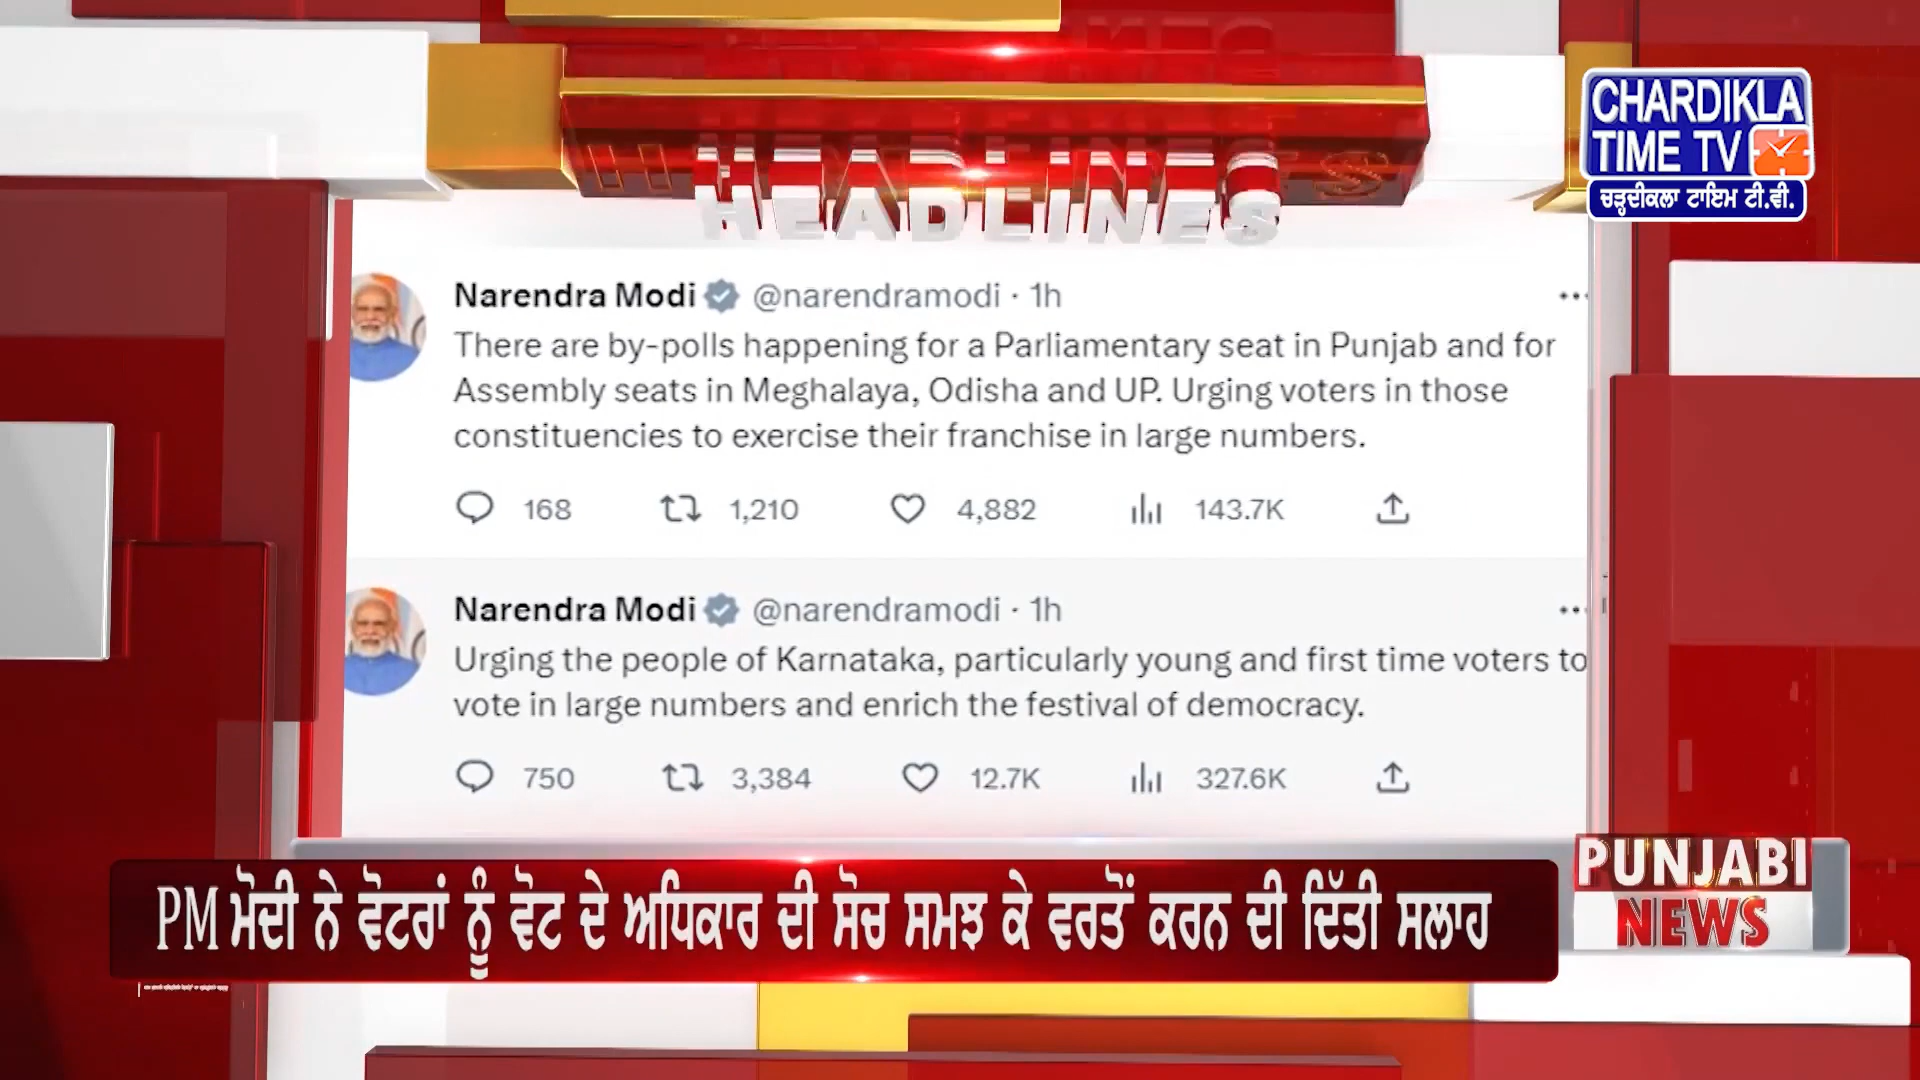 HEADLINES
CHARDIKLA
TIME TV
ਚੜ੍ਹਦੀਕਲਾ ਟਾਇਮ ਟੀ.ਵੀ.
Narendra Modi @narendramodi · 1h
There are by-polls happening for a Parliamentary seat in Punjab and for
Assembly seats in Meghalaya, Odisha and UP. Urging voters in those
constituencies to exercise their franchise in large numbers.
168 1,210 4,882 143.7K
Narendra Modi @narendramodi · 1h
Urging the people of Karnataka, particularly young and first time voters to
vote in large numbers and enrich the festival of democracy.
750 3,384 12.7K 327.6K
PM ਮੋਦੀ ਨੇ ਵੋਟਰਾਂ ਨੂੰ ਵੋਟ ਦੇ ਅਧਿਕਾਰ ਦੀ ਸੋਚ ਸਮਝ ਕੇ ਵਰਤੋਂ ਕਰਨ ਦੀ ਦਿੱਤੀ ਸਲਾਹ
PUNJABI
NEWS